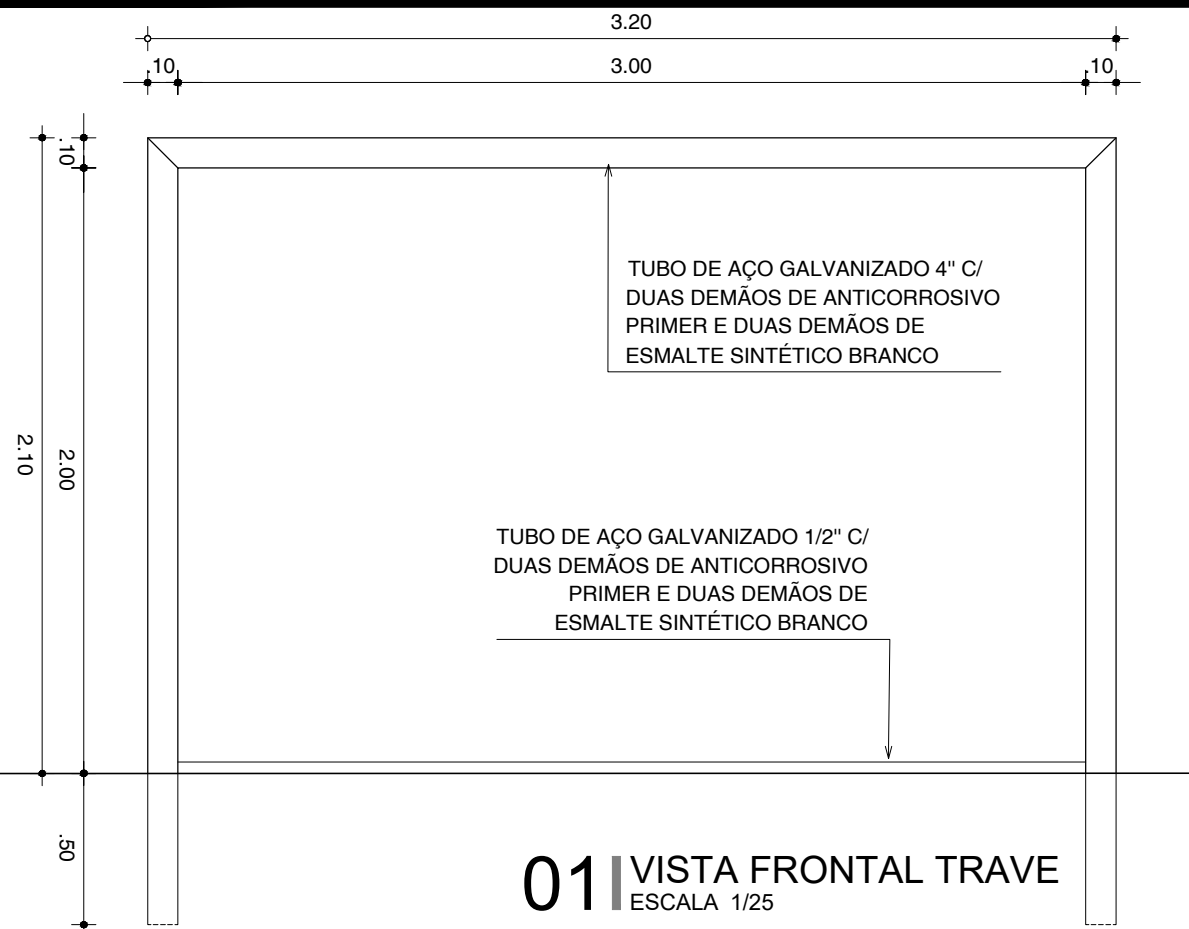 3.20
.10
3.00
.10
.10
2.10
2.00
TUBO DE AÇO GALVANIZADO 4" C/
DUAS DEMÃOS DE ANTICORROSIVO
PRIMER E DUAS DEMÃOS DE
ESMALTE SINTÉTICO BRANCO
TUBO DE AÇO GALVANIZADO 1/2" C/
DUAS DEMÃOS DE ANTICORROSIVO
PRIMER E DUAS DEMÃOS DE
ESMALTE SINTÉTICO BRANCO
.50
01 VISTA FRONTAL TRAVE
ESCALA 1/25